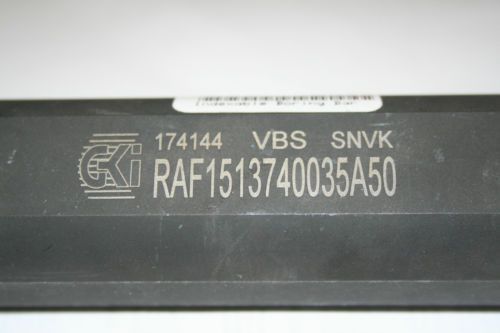 Indexable Boring Bar
174144 VBS SNVK
CKi
RAF1513740035A50